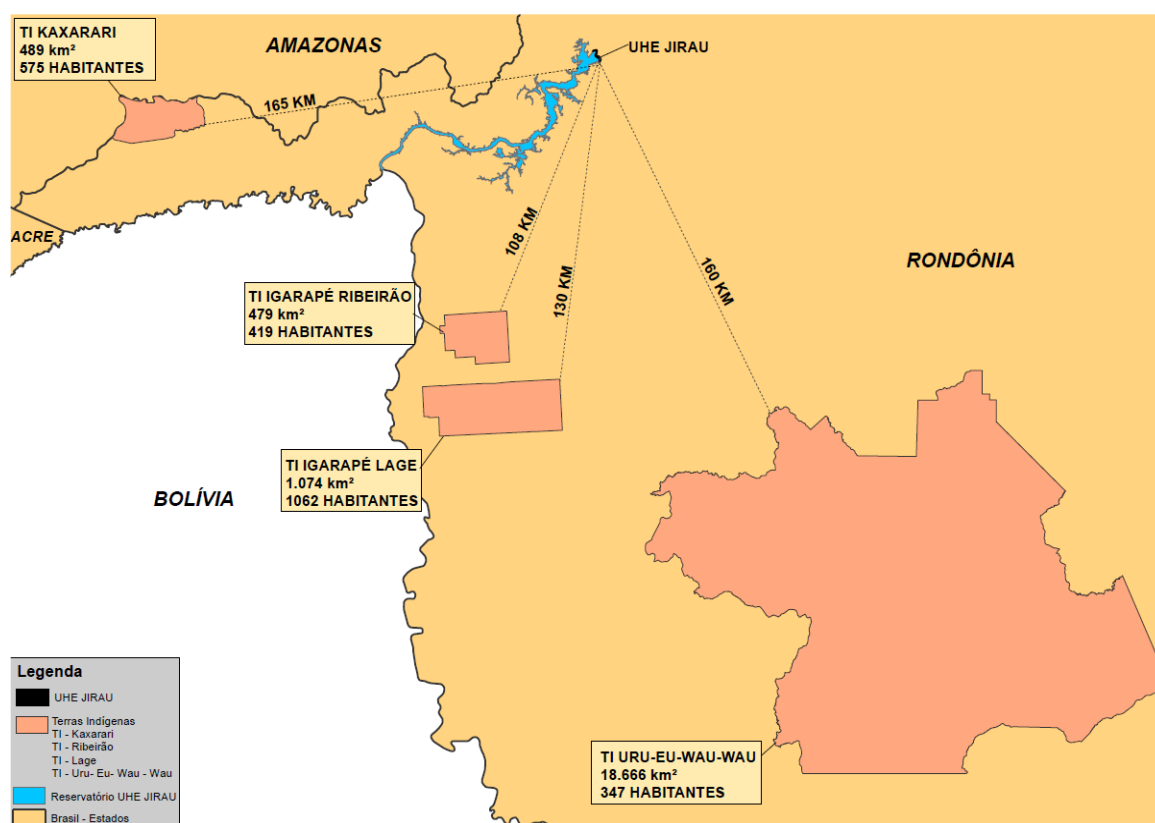 TI KAXARARI
489 km²
575 HABITANTES
AMAZONAS
UHE JIRAU
165 KM
ACRE
108 KM
130 KM
160 KM
RONDÔNIA
TI IGARAPÉ RIBEIRÃO
479 km²
419 HABITANTES
TI IGARAPÉ LAGE
1.074 km²
1062 HABITANTES
BOLÍVIA
TI URU-EU-WAU-WAU
18.666 km²
347 HABITANTES
Legenda
UHE JIRAU
Terras Indígenas
TI - Kaxarari
TI - Ribeirão
TI - Lage
TI - Uru- Eu- Wau - Wau
Reservatório UHE JIRAU
Brasil - Estados